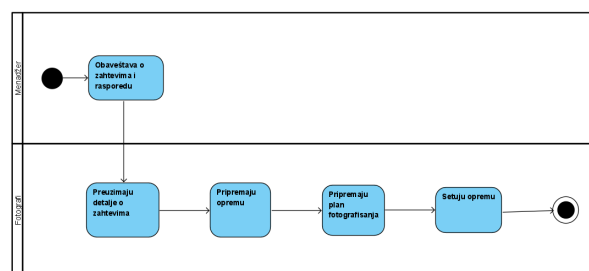 Menadžer
Obaveštava o
zahtevima i
rasporedu
Fotografi
Preuzimaju
detalje o
zahtevima
Pripremaju
opremu
Pripremaju
plan
fotografisanja
Setuju opremu